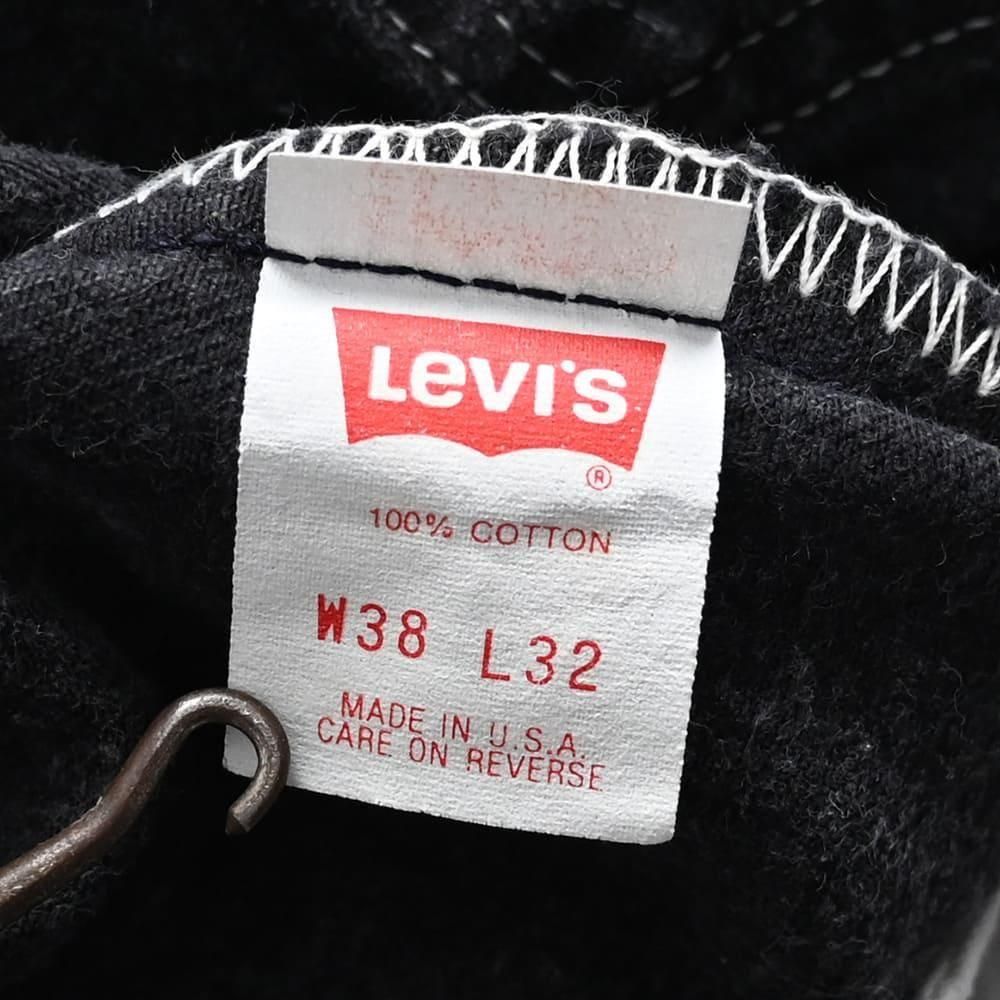 Levi's
®
100% COTTON
W38 L32
MADE IN U.S.A.
CARE ON REVERSE